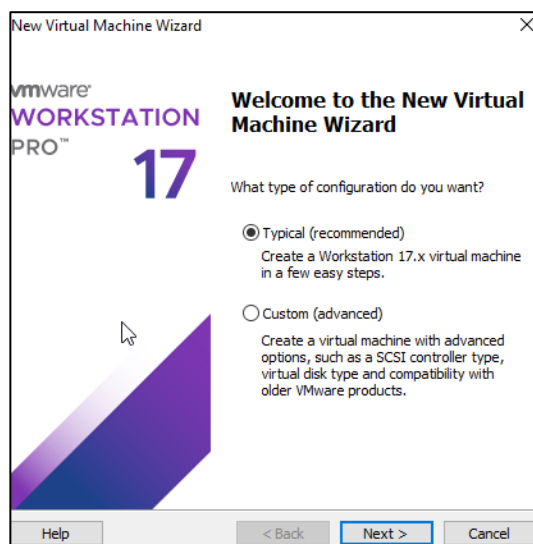 New Virtual Machine Wizard
vmware®
WORKSTATION
PRO™
17
Welcome to the New Virtual
Machine Wizard
What type of configuration do you want?
Typical (recommended)
Create a Workstation 17.x virtual machine
in a few easy steps.
Custom (advanced)
Create a virtual machine with advanced
options, such as a SCSI controller type,
virtual disk type and compatibility with
older VMware products.
Help
< Back
Next >
Cancel